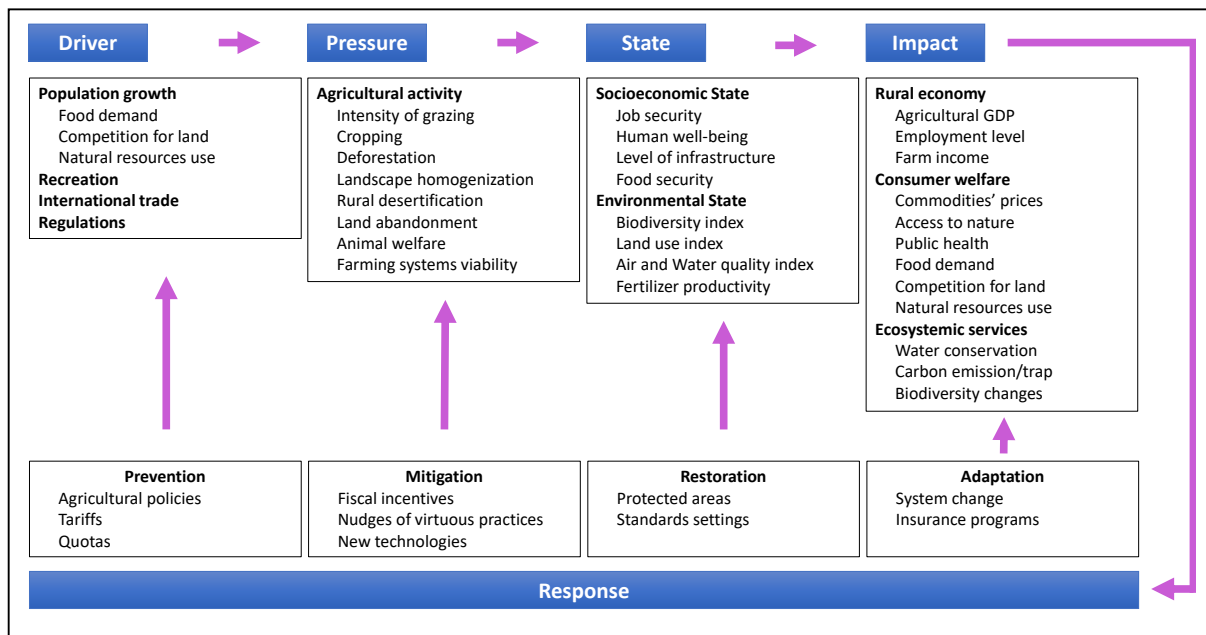 Driver
Pressure
State
Impact
Population growth
Food demand
Competition for land
Natural resources use
Recreation
International trade
Regulations
Agricultural activity
Intensity of grazing
Cropping
Deforestation
Landscape homogenization
Rural desertification
Land abandonment
Animal welfare
Farming systems viability
Socioeconomic State
Job security
Human well-being
Level of infrastructure
Food security
Environmental State
Biodiversity index
Land use index
Air and Water quality index
Fertilizer productivity
Rural economy
Agricultural GDP
Employment level
Farm income
Consumer welfare
Commodities’ prices
Access to nature
Public health
Food demand
Competition for land
Natural resources use
Ecosystemic services
Water conservation
Carbon emission/trap
Biodiversity changes
Prevention
Agricultural policies
Tariffs
Quotas
Mitigation
Fiscal incentives
Nudges of virtuous practices
New technologies
Restoration
Protected areas
Standards settings
Adaptation
System change
Insurance programs
Response